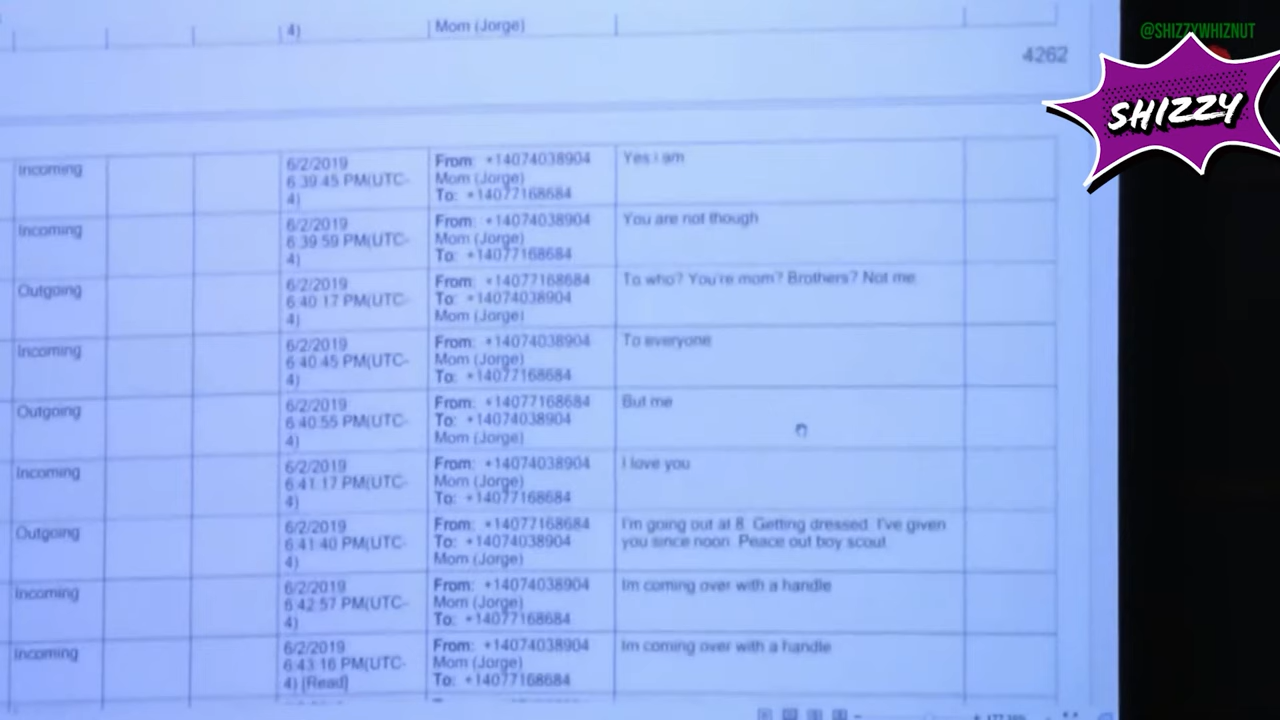 @SHIZZYWHIZNUT
SHIZZY
4) Mom (Jorge)
4262
Incoming 6/2/2019 From: +14074038904 Yes i am
6:39:45 PM(UTC- Mom (Jorge)
4) To: +14077168684
Incoming 6/2/2019 From: +14074038904 You are not though
6:39:59 PM(UTC- Mom (Jorge)
4) To: +14077168684
Outgoing 6/2/2019 From: +14077168684 To who? You're mom? Brothers? Not me
6:40:17 PM(UTC- To: +14074038904
4) Mom (Jorge)
Incoming 6/2/2019 From: +14074038904 To everyone
6:40:45 PM(UTC- Mom (Jorge)
4) To: +14077168684
Outgoing 6/2/2019 From: +14077168684 But me
6:40:55 PM(UTC- To: +14074038904
4) Mom (Jorge)
Incoming 6/2/2019 From: +14074038904 I love you
6:41:17 PM(UTC- Mom (Jorge)
4) To: +14077168684
Outgoing 6/2/2019 From: +14077168684 I'm going out at 8. Getting dressed. I've given
6:41:40 PM(UTC- To: +14074038904 you since noon. Peace out boy scout
4) Mom (Jorge)
Incoming 6/2/2019 From: +14074038904 Im coming over with a handle
6:42:57 PM(UTC- Mom (Jorge)
4) To: +14077168684
Incoming 6/2/2019 From: +14074038904 Im coming over with a handle
6:43:16 PM(UTC- Mom (Jorge)
4) [Read] To: +14077168684